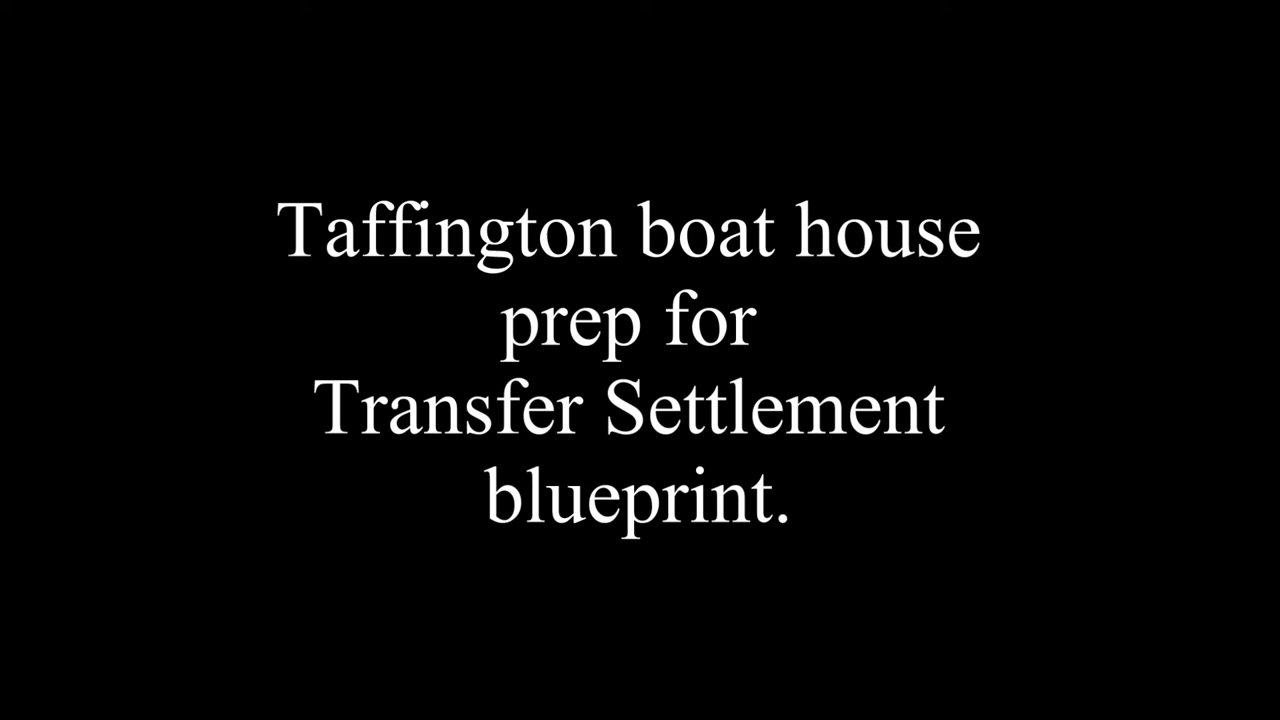 Taffington boat house
prep for
Transfer Settlement
blueprint.